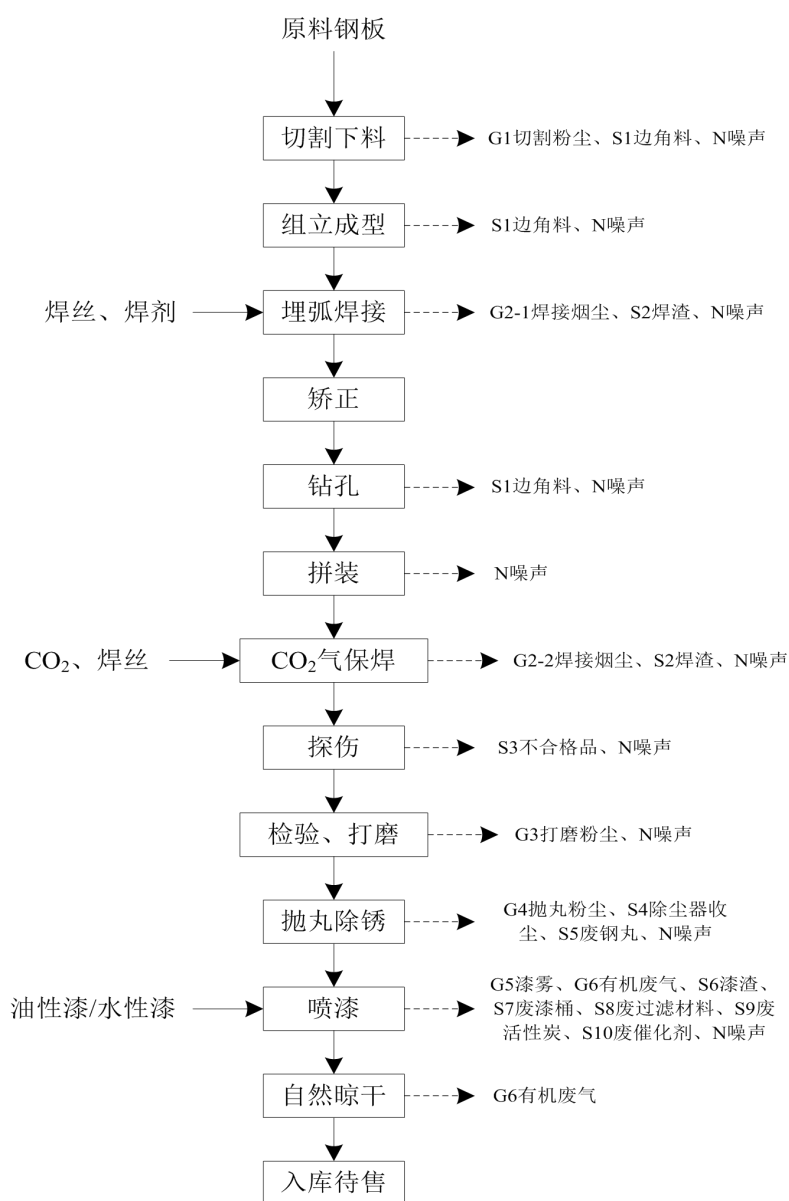 原料钢板
切割下料
G1切割粉尘、S1边角料、N噪声
组立成型
S1边角料、N噪声
焊丝、焊剂
埋弧焊接
G2-1焊接烟尘、S2焊渣、N噪声
矫正
钻孔
S1边角料、N噪声
拼装
N噪声
CO₂、焊丝
CO₂气保焊
G2-2焊接烟尘、S2焊渣、N噪声
探伤
S3不合格品、N噪声
检验、打磨
G3打磨粉尘、N噪声
抛丸除锈
G4抛丸粉尘、S4除尘器收
尘、S5废钢丸、N噪声
油性漆/水性漆
喷漆
G5漆雾、G6有机废气、S6漆渣、
S7废漆桶、S8废过滤材料、S9废
活性炭、S10废催化剂、N噪声
自然晾干
G6有机废气
入库待售